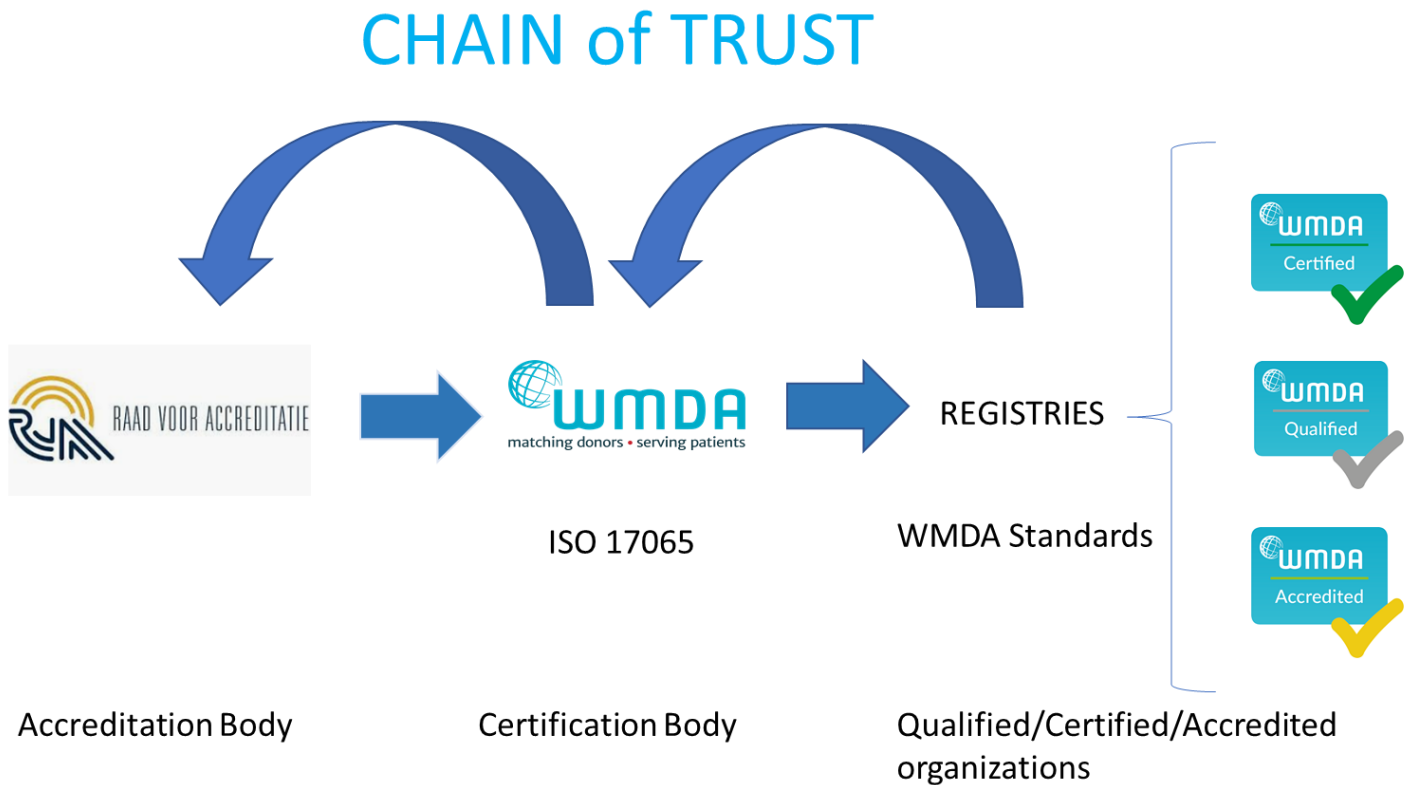 CHAIN of TRUST
RAAD VOOR ACCREDITATIE
WMDA
matching donors • serving patients
REGISTRIES
ISO 17065
WMDA Standards
WMDA
Certified
WMDA
Qualified
WMDA
Accredited
Accreditation Body
Certification Body
Qualified/Certified/Accredited
organizations